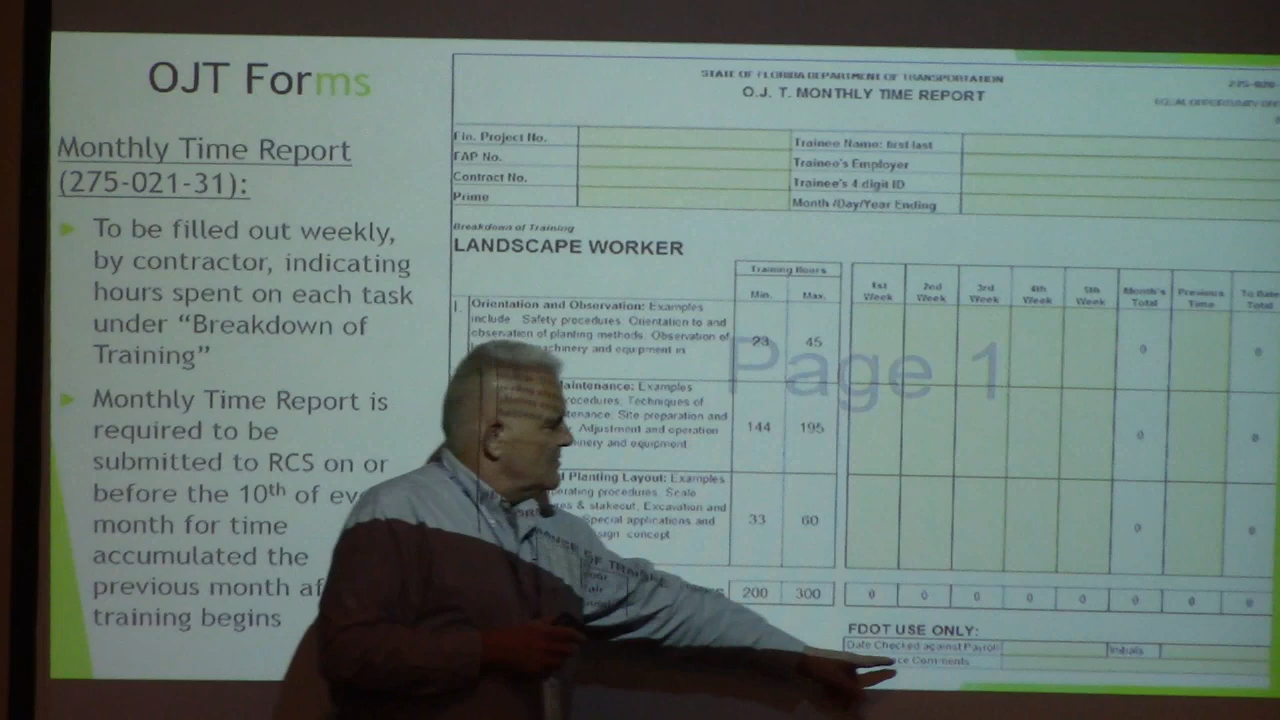 OJT Forms
Monthly Time Report
(275-021-31):
To be filled out weekly,
by contractor, indicating
hours spent on each task
under “Breakdown of
Training”
Monthly Time Report is
required to be
submitted to RCS on or
before the 10th of
month for time
accumulated the
previous month
training begins
STATE OF FLORIDA DEPARTMENT OF TRANSPORTATION
O.J. T. MONTHLY TIME REPORT
Fin. Project No.
FAP No.
Contract No.
Prime
Trainee Name: first last
Trainee's Employer
Trainee's 4 digit ID
Month /Day/Year Ending
Breakdown of Training
LANDSCAPE WORKER
Training Hours
Min. Max.
1st Week
2nd Week
3rd Week
4th Week
5th Week
Month's Total
Previous Time
To Date Total
I. Orientation and Observation: Examples
include Safety procedures, Orientation to and
observation of planting methods, Observation of
machinery and equipment in
23 45 0 0
Page 1
Maintenance: Examples
procedures, Techniques of
Site preparation and
Adjustment and operation
equipment
144 195 0 0
Planting Layout: Examples
operating procedures, Scale
& stakeout, Excavation and
Special applications and
concept
33 60 0 0
200 300 0 0 0 0 0 0 0 0
FDOT USE ONLY:
Date Checked against Payroll
Initials
Comments